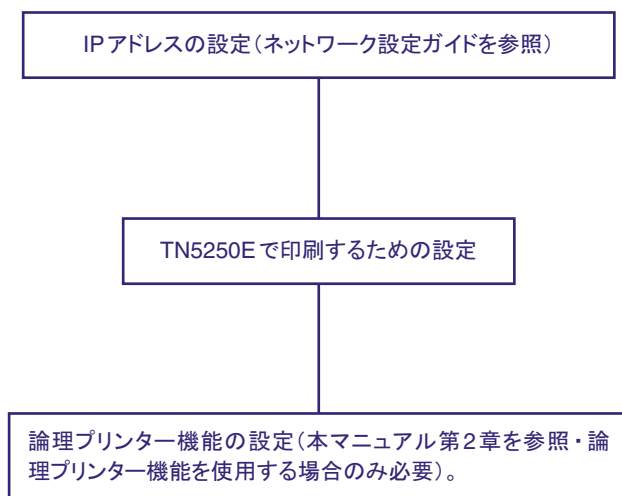 IPアドレスの設定（ネットワーク設定ガイドを参照）
TN5250Eで印刷するための設定
論理プリンター機能の設定（本マニュアル第2章を参照・論
理プリンター機能を使用する場合のみ必要）。